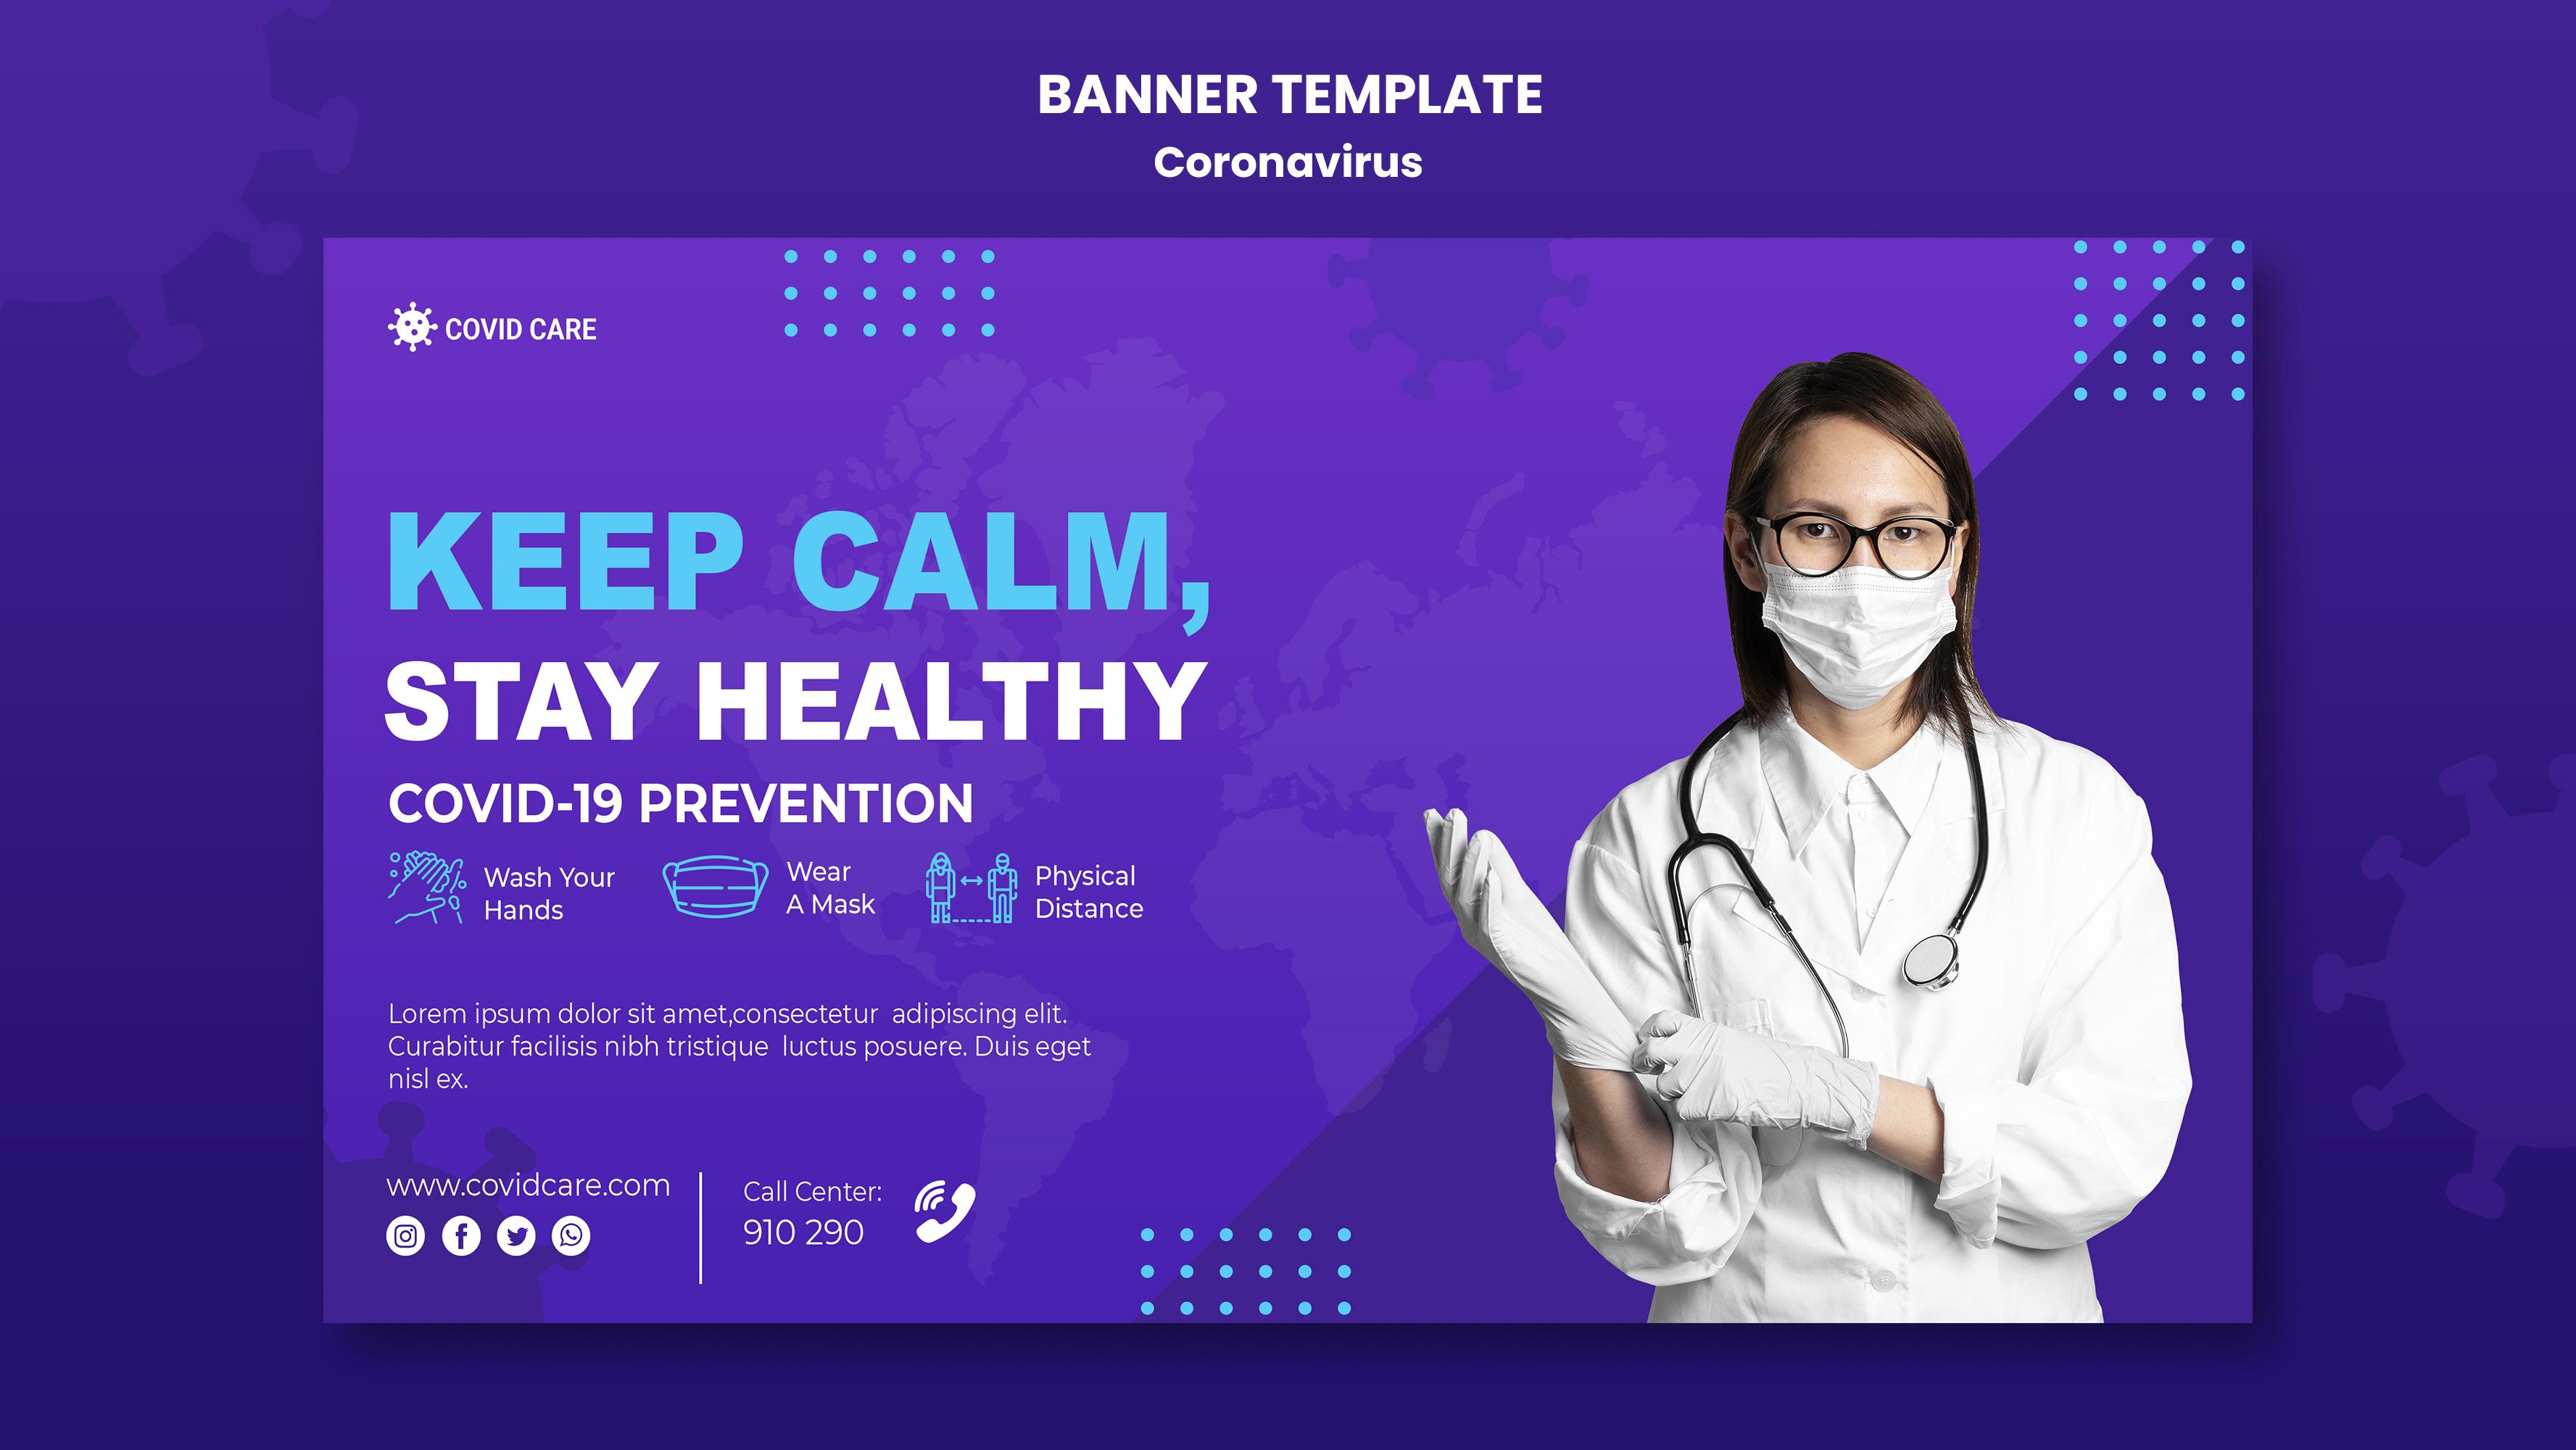 BANNER TEMPLATE
Coronavirus
COVID CARE
KEEP CALM,
STAY HEALTHY
COVID-19 PREVENTION
Wash Your
Hands
Wear
A Mask
Physical
Distance
Lorem ipsum dolor sit amet,consectetur  adipiscing elit.
Curabitur facilisis nibh tristique  luctus posuere. Duis eget
nisl ex.
www.covidcare.com
Call Center:
910 290